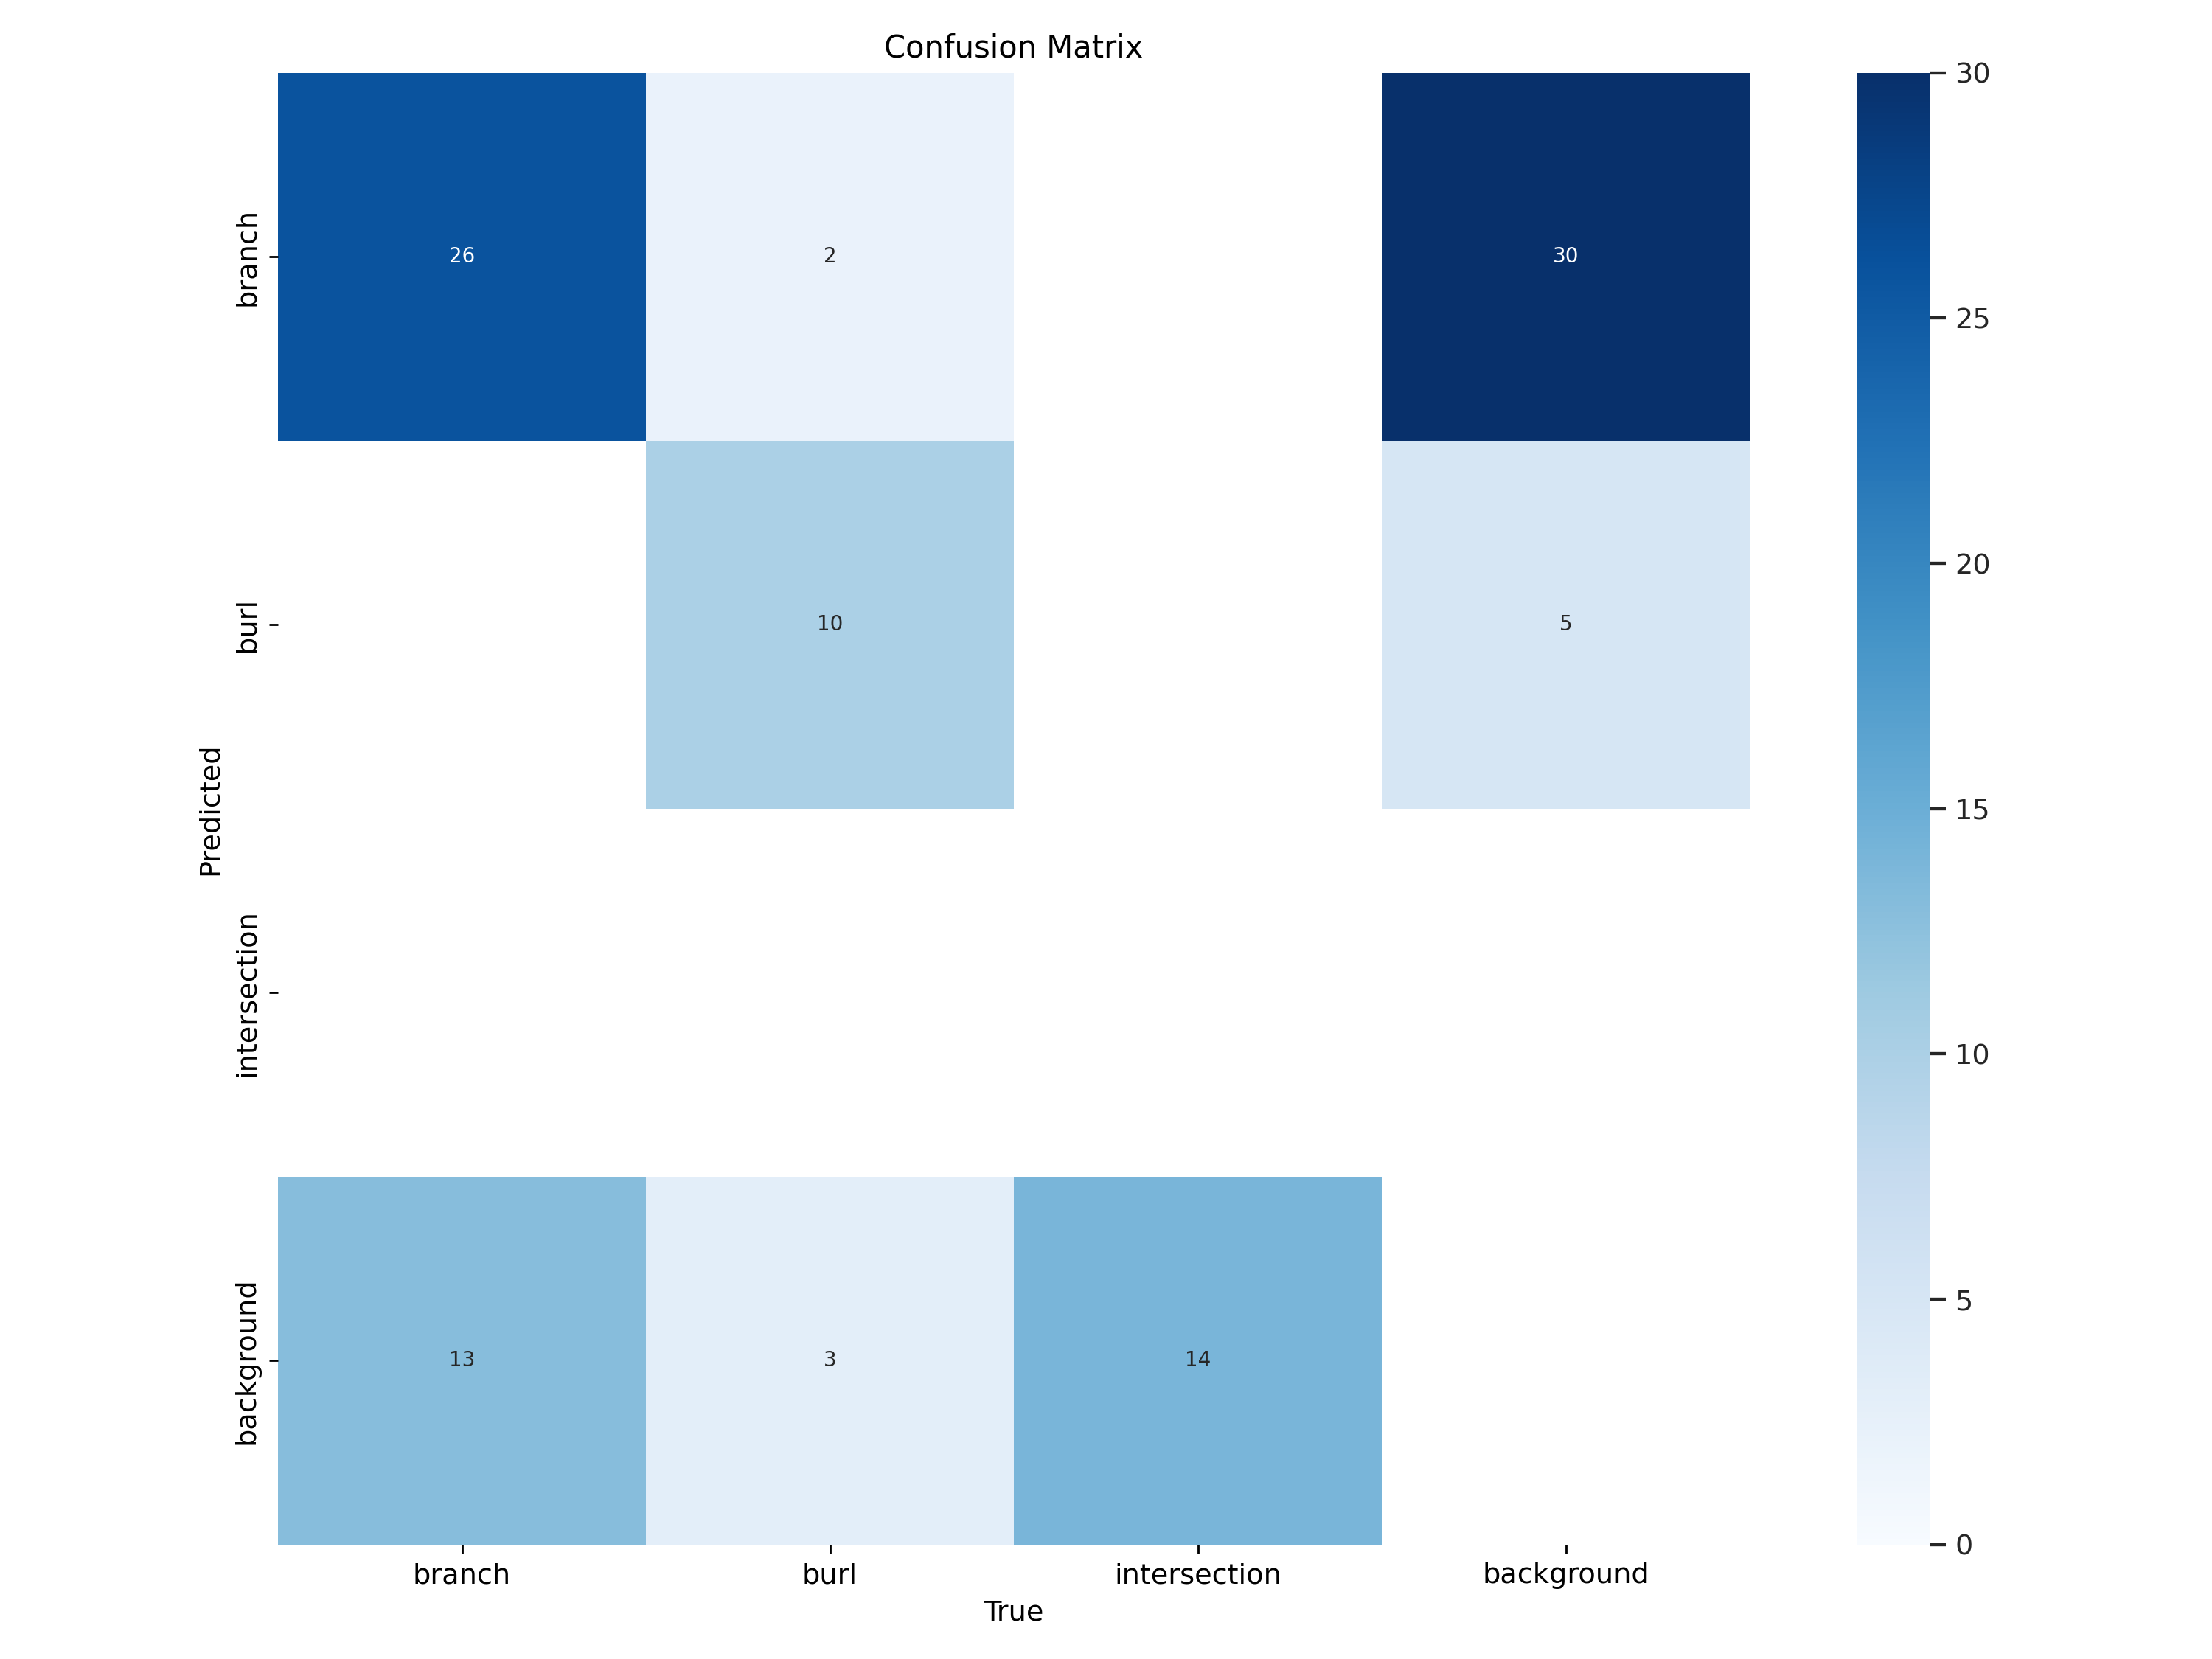 Confusion Matrix
branch
burl
intersection
background
Predicted
26
2
30
10
5
13
3
14
branch
burl
intersection
background
True
30
25
20
15
10
5
0